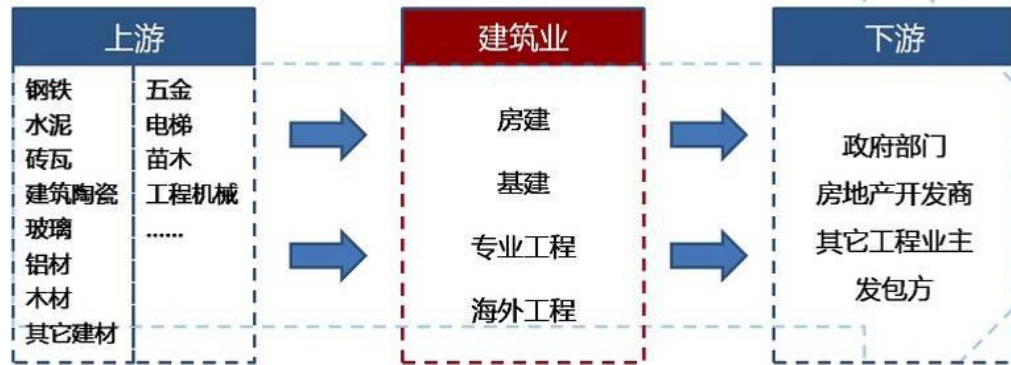 上游
钢铁
水泥
砖瓦
建筑陶瓷
玻璃
铝材
木材
其它建材
五金
电梯
苗木
工程机械
......
建筑业
房建
基建
专业工程
海外工程
下游
政府部门
房地产开发商
其它工程业主
发包方